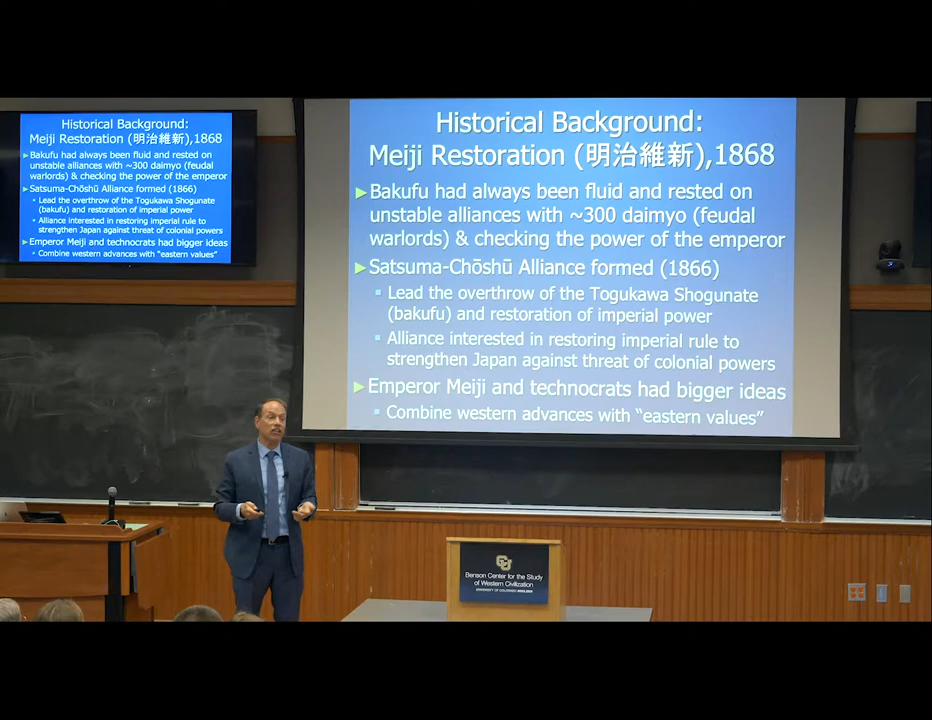 Historical Background:
Meiji Restoration (明治維新),1868
►Bakufu had always been fluid and rested on
unstable alliances with ~300 daimyo (feudal
warlords) & checking the power of the emperor
►Satsuma-Chōshū Alliance formed (1866)
▪ Lead the overthrow of the Togukawa Shogunate
(bakufu) and restoration of imperial power
▪ Alliance interested in restoring imperial rule to
strengthen Japan against threat of colonial powers
►Emperor Meiji and technocrats had bigger ideas
▪ Combine western advances with “eastern values”
Historical Background:
Meiji Restoration (明治維新),1868
►Bakufu had always been fluid and rested on
unstable alliances with ~300 daimyo (feudal
warlords) & checking the power of the emperor
►Satsuma-Chōshū Alliance formed (1866)
▪ Lead the overthrow of the Togukawa Shogunate
(bakufu) and restoration of imperial power
▪ Alliance interested in restoring imperial rule to
strengthen Japan against threat of colonial powers
►Emperor Meiji and technocrats had bigger ideas
▪ Combine western advances with “eastern values”
CU
Benson Center for the Study
of Western Civilization
UNIVERSITY OF COLORADO BOULDER